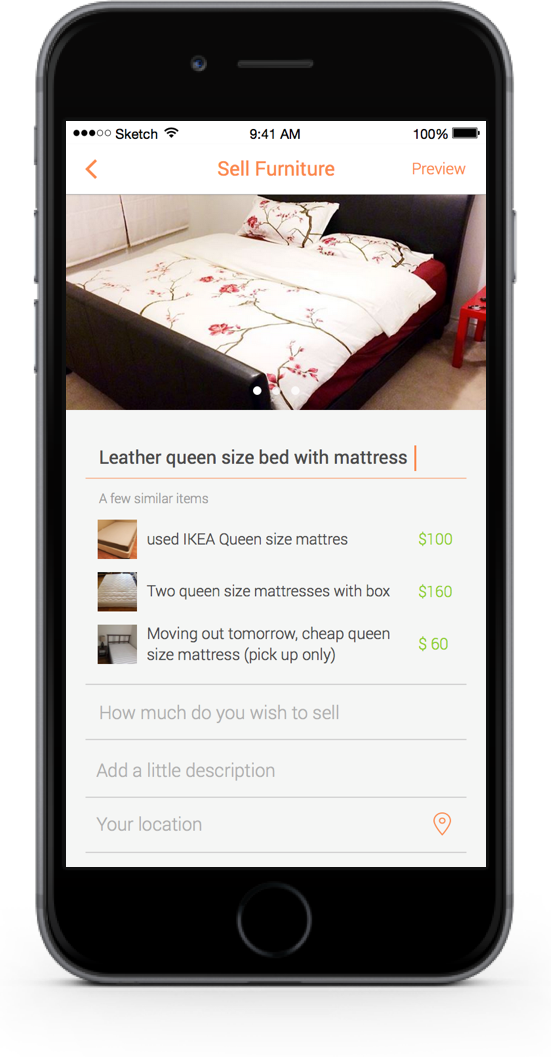 Sketch 9:41 AM 100%
Sell Furniture Preview
Leather queen size bed with mattress
A few similar items
used IKEA Queen size mattres $100
Two queen size mattresses with box $160
Moving out tomorrow, cheap queen
size mattress (pick up only) $ 60
How much do you wish to sell
Add a little description
Your location